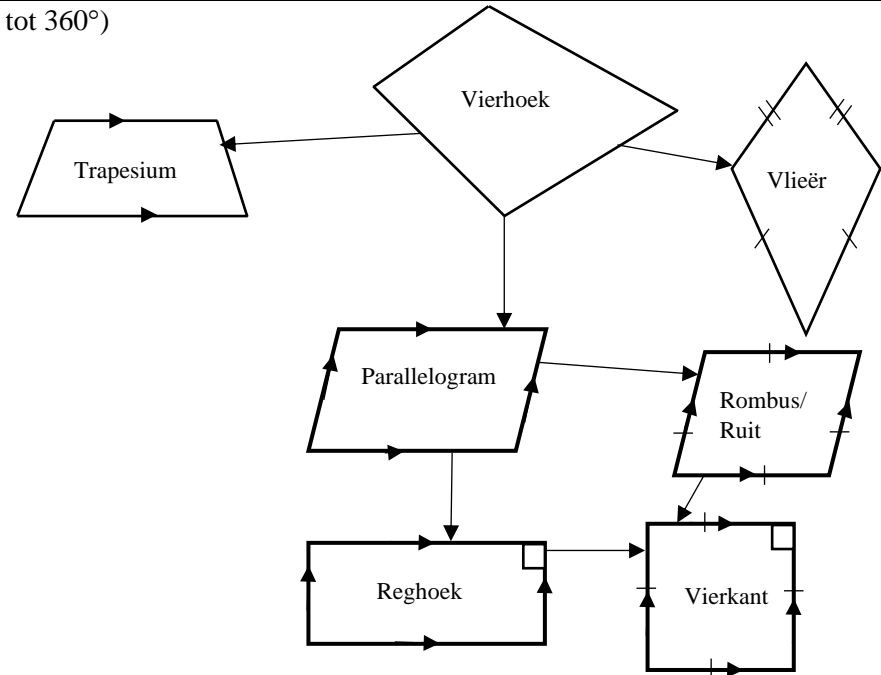 tot 360°)
Vierhoek
Trapesium
Vlieër
Parallelogram
Rombus/
Ruit
Reghoek
Vierkant